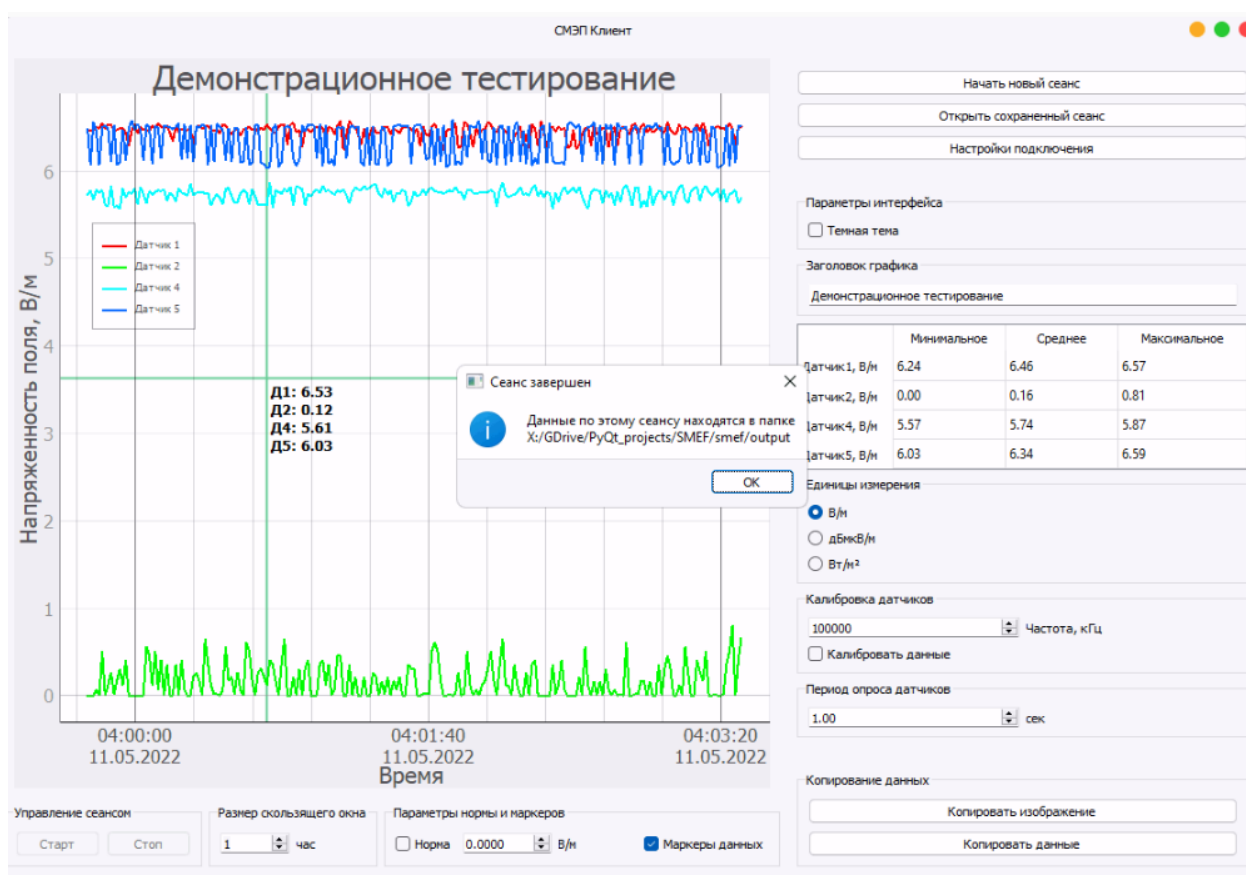 СМЭП Клиент
Демонстрационное тестирование
Напряженность поля, В/м
6
5
4
3
2
1
0
Датчик 1
Датчик 2
Датчик 4
Датчик 5
Д1: 6.53
Д2: 0.12
Д4: 5.61
Д5: 6.03
04:00:00
11.05.2022
04:01:40
11.05.2022
04:03:20
11.05.2022
Время
Сеанс завершен
Данные по этому сеансу находятся в папке
X:/GDrive/PyQt_projects/SMEF/smef/output
OK
Начать новый сеанс
Открыть сохраненный сеанс
Настройки подключения
Параметры интерфейса
Темная тема
Заголовок графика
Демонстрационное тестирование
Минимальное Среднее Максимальное
Датчик1, В/м 6.24 6.46 6.57
Датчик2, В/м 0.00 0.16 0.81
Датчик4, В/м 5.57 5.74 5.87
Датчик5, В/м 6.03 6.34 6.59
Единицы измерения
В/м
дБмкВ/м
Вт/м²
Калибровка датчиков
100000 Частота, кГц
Калибровать данные
Период опроса датчиков
1.00 сек
Копирование данных
Копировать изображение
Копировать данные
Управление сеансом
Старт Стоп
Размер скользящего окна
1 час
Параметры нормы и маркеров
Норма 0.0000 В/м Маркеры данных